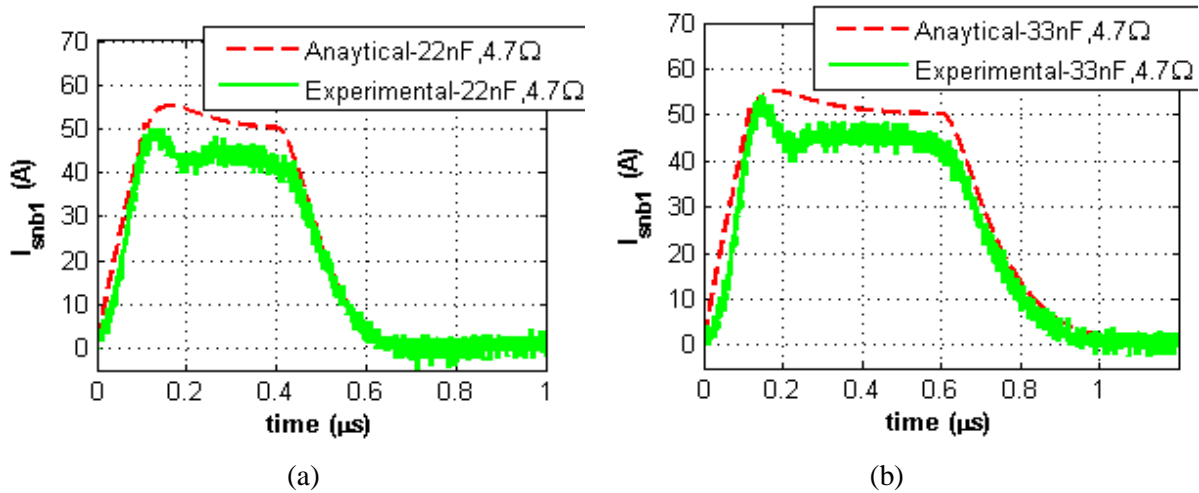 70
60
50
40
30
20
10
0
I_snb1 (A)
Anaytical-22nF,4.7Ω
Experimental-22nF,4.7Ω
0 0.2 0.4 0.6 0.8 1
time (μs)
(a)
70
60
50
40
30
20
10
0
I_snb1 (A)
Anaytical-33nF,4.7Ω
Experimental-33nF,4.7Ω
0 0.2 0.4 0.6 0.8 1
time (μs)
(b)